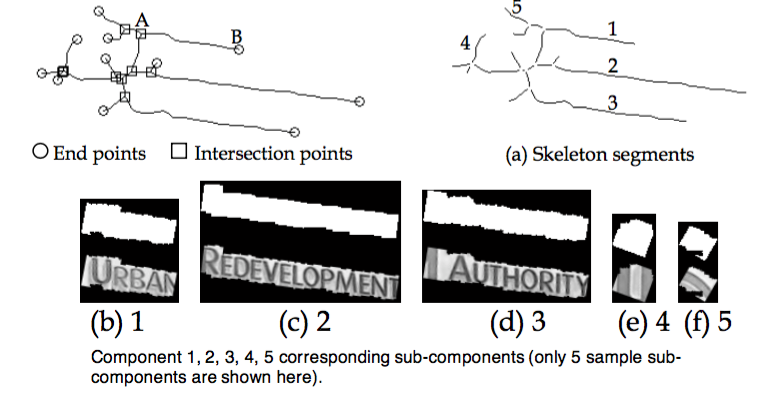 A
B
5
1
4
2
3
End points Intersection points
(a) Skeleton segments
URBAN
REDEVELOPMENT
AUTHORITY
(b) 1 (c) 2 (d) 3 (e) 4 (f) 5
Component 1, 2, 3, 4, 5 corresponding sub-components (only 5 sample sub-
components are shown here).